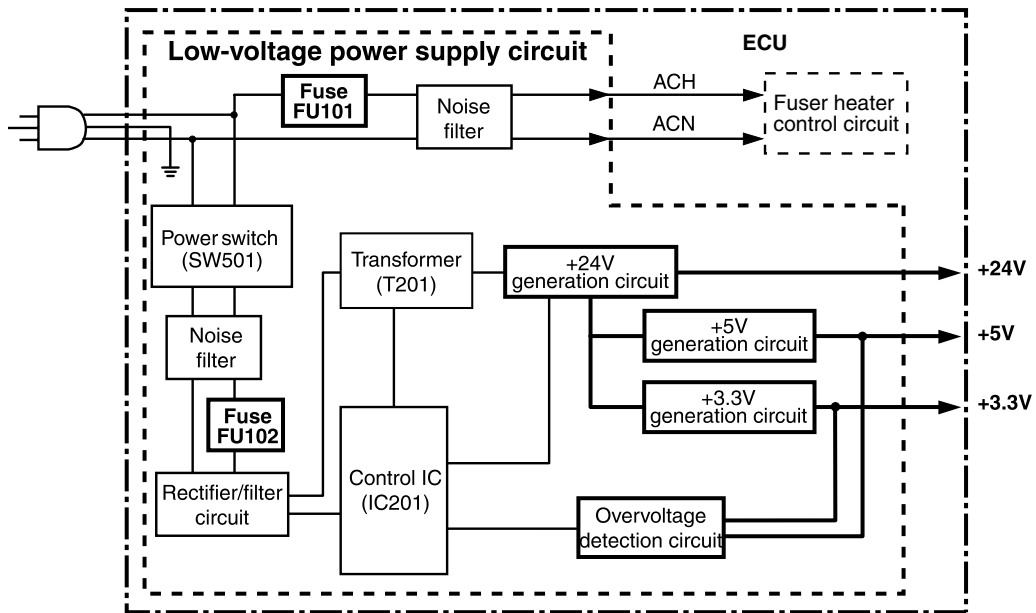 Low-voltage power supply circuit
ECU
Fuse
FU101
Noise
filter
ACH
ACN
Fuser heater
control circuit
Power switch
(SW501)
Transformer
(T201)
+24V
generation circuit
+24V
Noise
filter
+5V
generation circuit
+5V
+3.3V
generation circuit
+3.3V
Fuse
FU102
Rectifier/filter
circuit
Control IC
(IC201)
Overvoltage
detection circuit